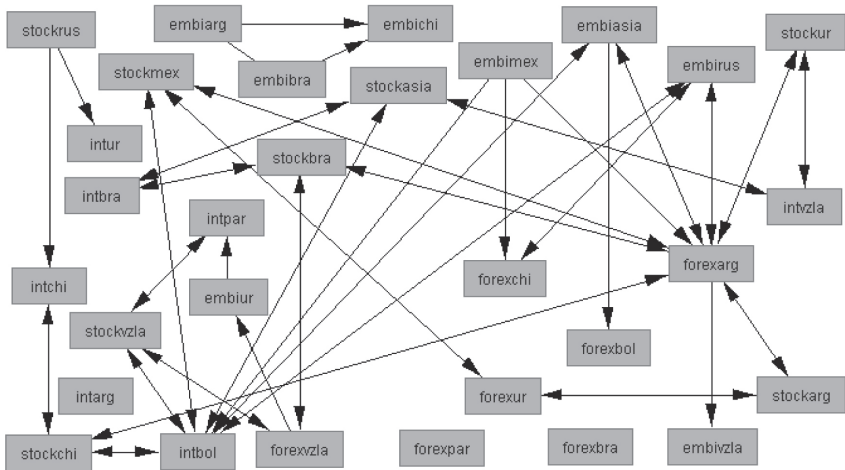 stockrus
embiarg
embichi
embiasia
stockur
embibra
embimex
embirus
stockmex
stockasia
intur
stockbra
intbra
intvzla
intpar
forexarg
forexchi
intchi
embiur
stockvzla
forexbol
intarg
forexur
stockarg
stockchi
intbol
forexvzla
forexpar
forexbra
embivzla